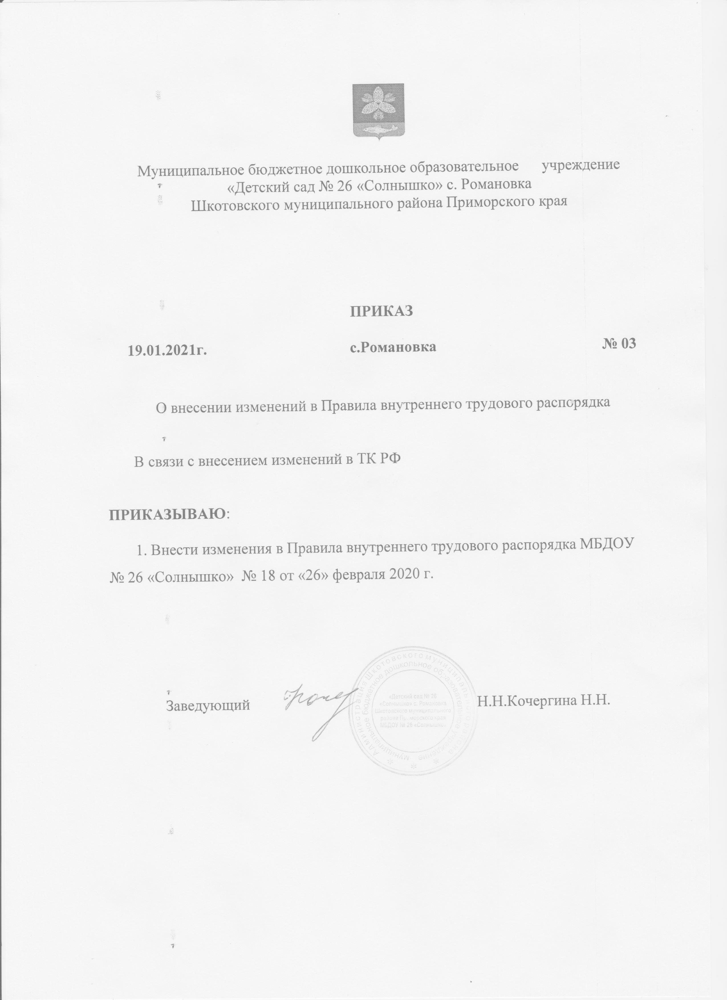 Муниципальное бюджетное дошкольное образовательное учреждение
«Детский сад № 26 «Солнышко» с. Романовка
Школовского муниципального района Приморского края
ПРИКАЗ
19.01.2021г. с.Романовка № 03
О внесении изменений в Правила внутреннего трудового распорядка
В связи с внесением изменений в ТК РФ
ПРИКАЗЫВАЮ:
1. Внести изменения в Правила внутреннего трудового распорядка МБДОУ
№ 26 «Солнышко» № 18 от «26» февраля 2020 г.
Заведующий Н.Н.Кочергина Н.Н.
Администрация Шкотовского муниципального района
муниципальное бюджетное дошкольное образовательное учреждение
«Детский сад № 26
«Солнышко» с. Романовка
Шкотовского муниципального
района Приморского края
МБДОУ № 26 «Солнышко»